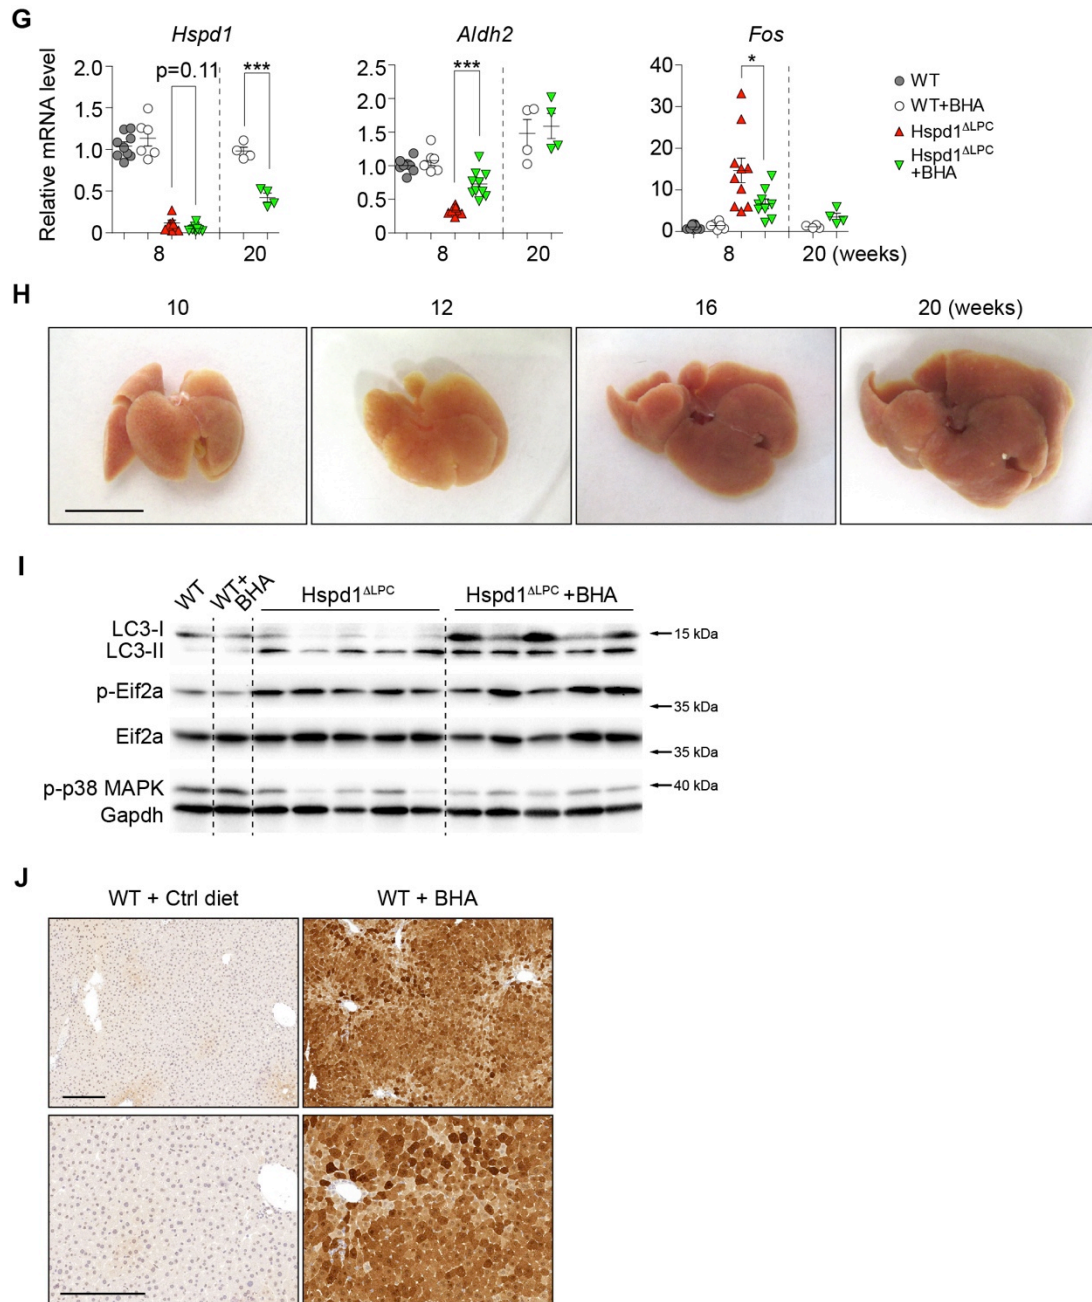 G
Hspd1
Aldh2
Fos
Relative mRNA level
2.0
1.5
1.0
0.5
0
p=0.11
***
8
20
2.5
2.0
1.5
1.0
0.5
0
***
8
20
40
30
20
10
0
*
8
20 (weeks)
WT
WT+BHA
Hspd1ΔLPC
Hspd1ΔLPC
+BHA
H
10
12
16
20 (weeks)
I
WT
WT+
BHA
Hspd1ΔLPC
Hspd1ΔLPC +BHA
LC3-I
15 kDa
LC3-II
p-Eif2a
35 kDa
Eif2a
35 kDa
p-p38 MAPK
40 kDa
Gapdh
J
WT + Ctrl diet
WT + BHA